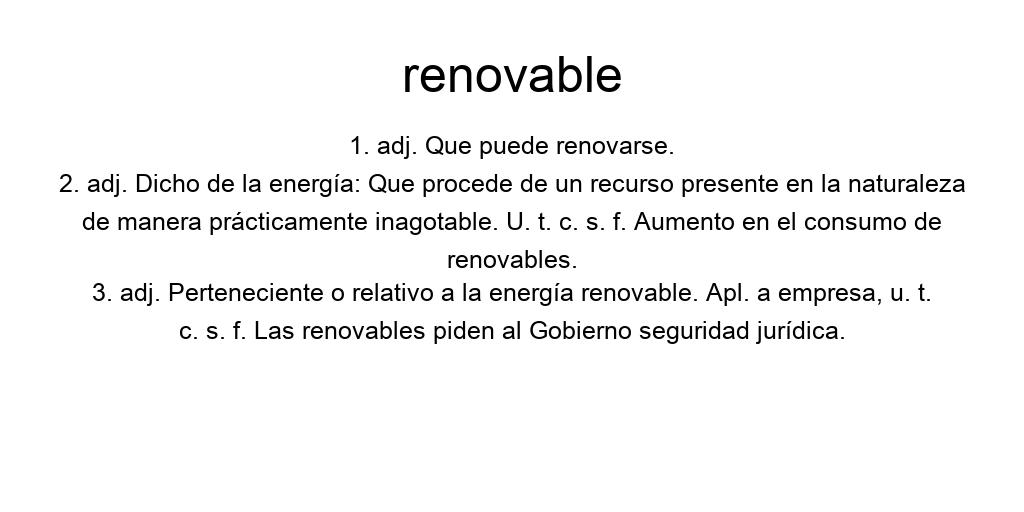 renovable
1. adj. Que puede renovarse.
2. adj. Dicho de la energía: Que procede de un recurso presente en la naturaleza
de manera prácticamente inagotable. U. t. c. s. f. Aumento en el consumo de
renovables.
3. adj. Perteneciente o relativo a la energía renovable. Apl. a empresa, u. t.
c. s. f. Las renovables piden al Gobierno seguridad jurídica.